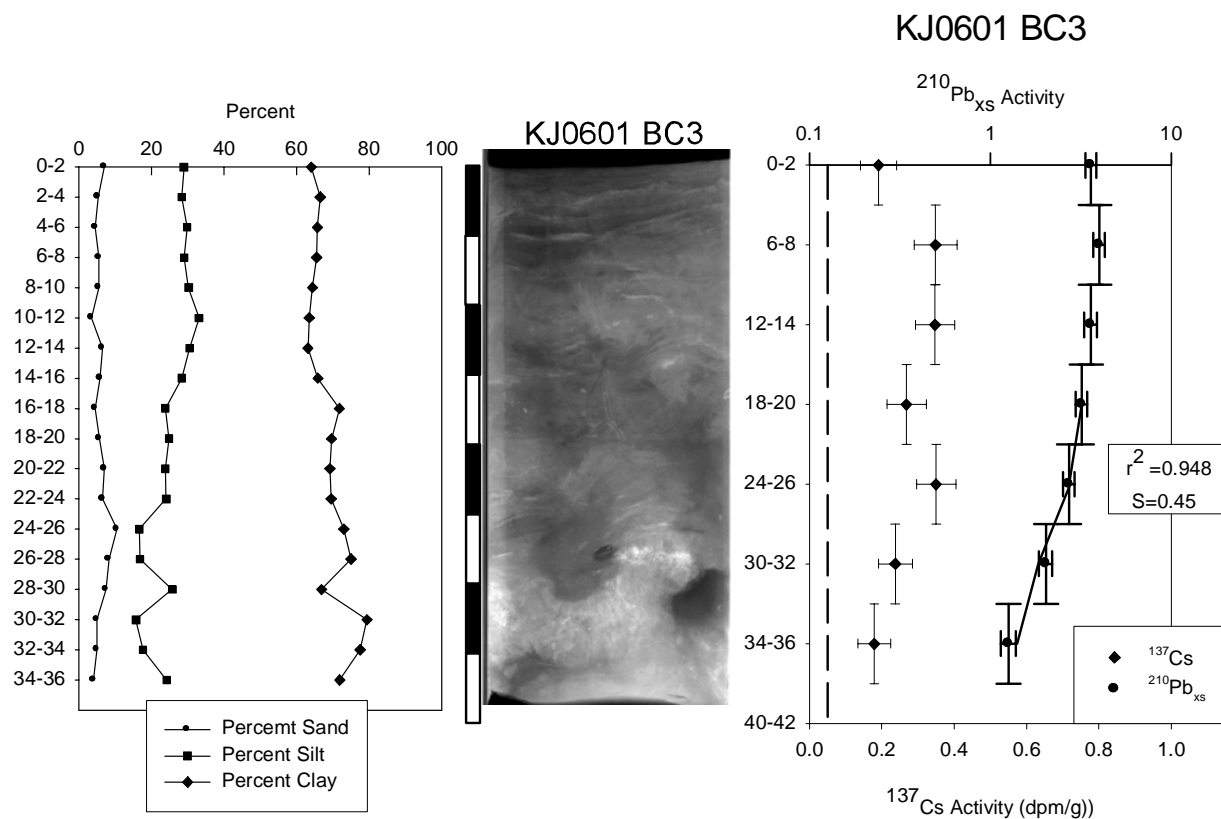 KJ0601 BC3
Percent
0 20 40 60 80 100
0-2
2-4
4-6
6-8
8-10
10-12
12-14
14-16
16-18
18-20
20-22
22-24
24-26
26-28
28-30
30-32
32-34
34-36
Percemt Sand
Percent Silt
Percent Clay
KJ0601 BC3
210Pbxs Activity
0.1 1 10
0-2
6-8
12-14
18-20
24-26
30-32
34-36
40-42
r2 =0.948
S=0.45
137Cs
210Pbxs
0.0 0.2 0.4 0.6 0.8 1.0
137Cs Activity (dpm/g))